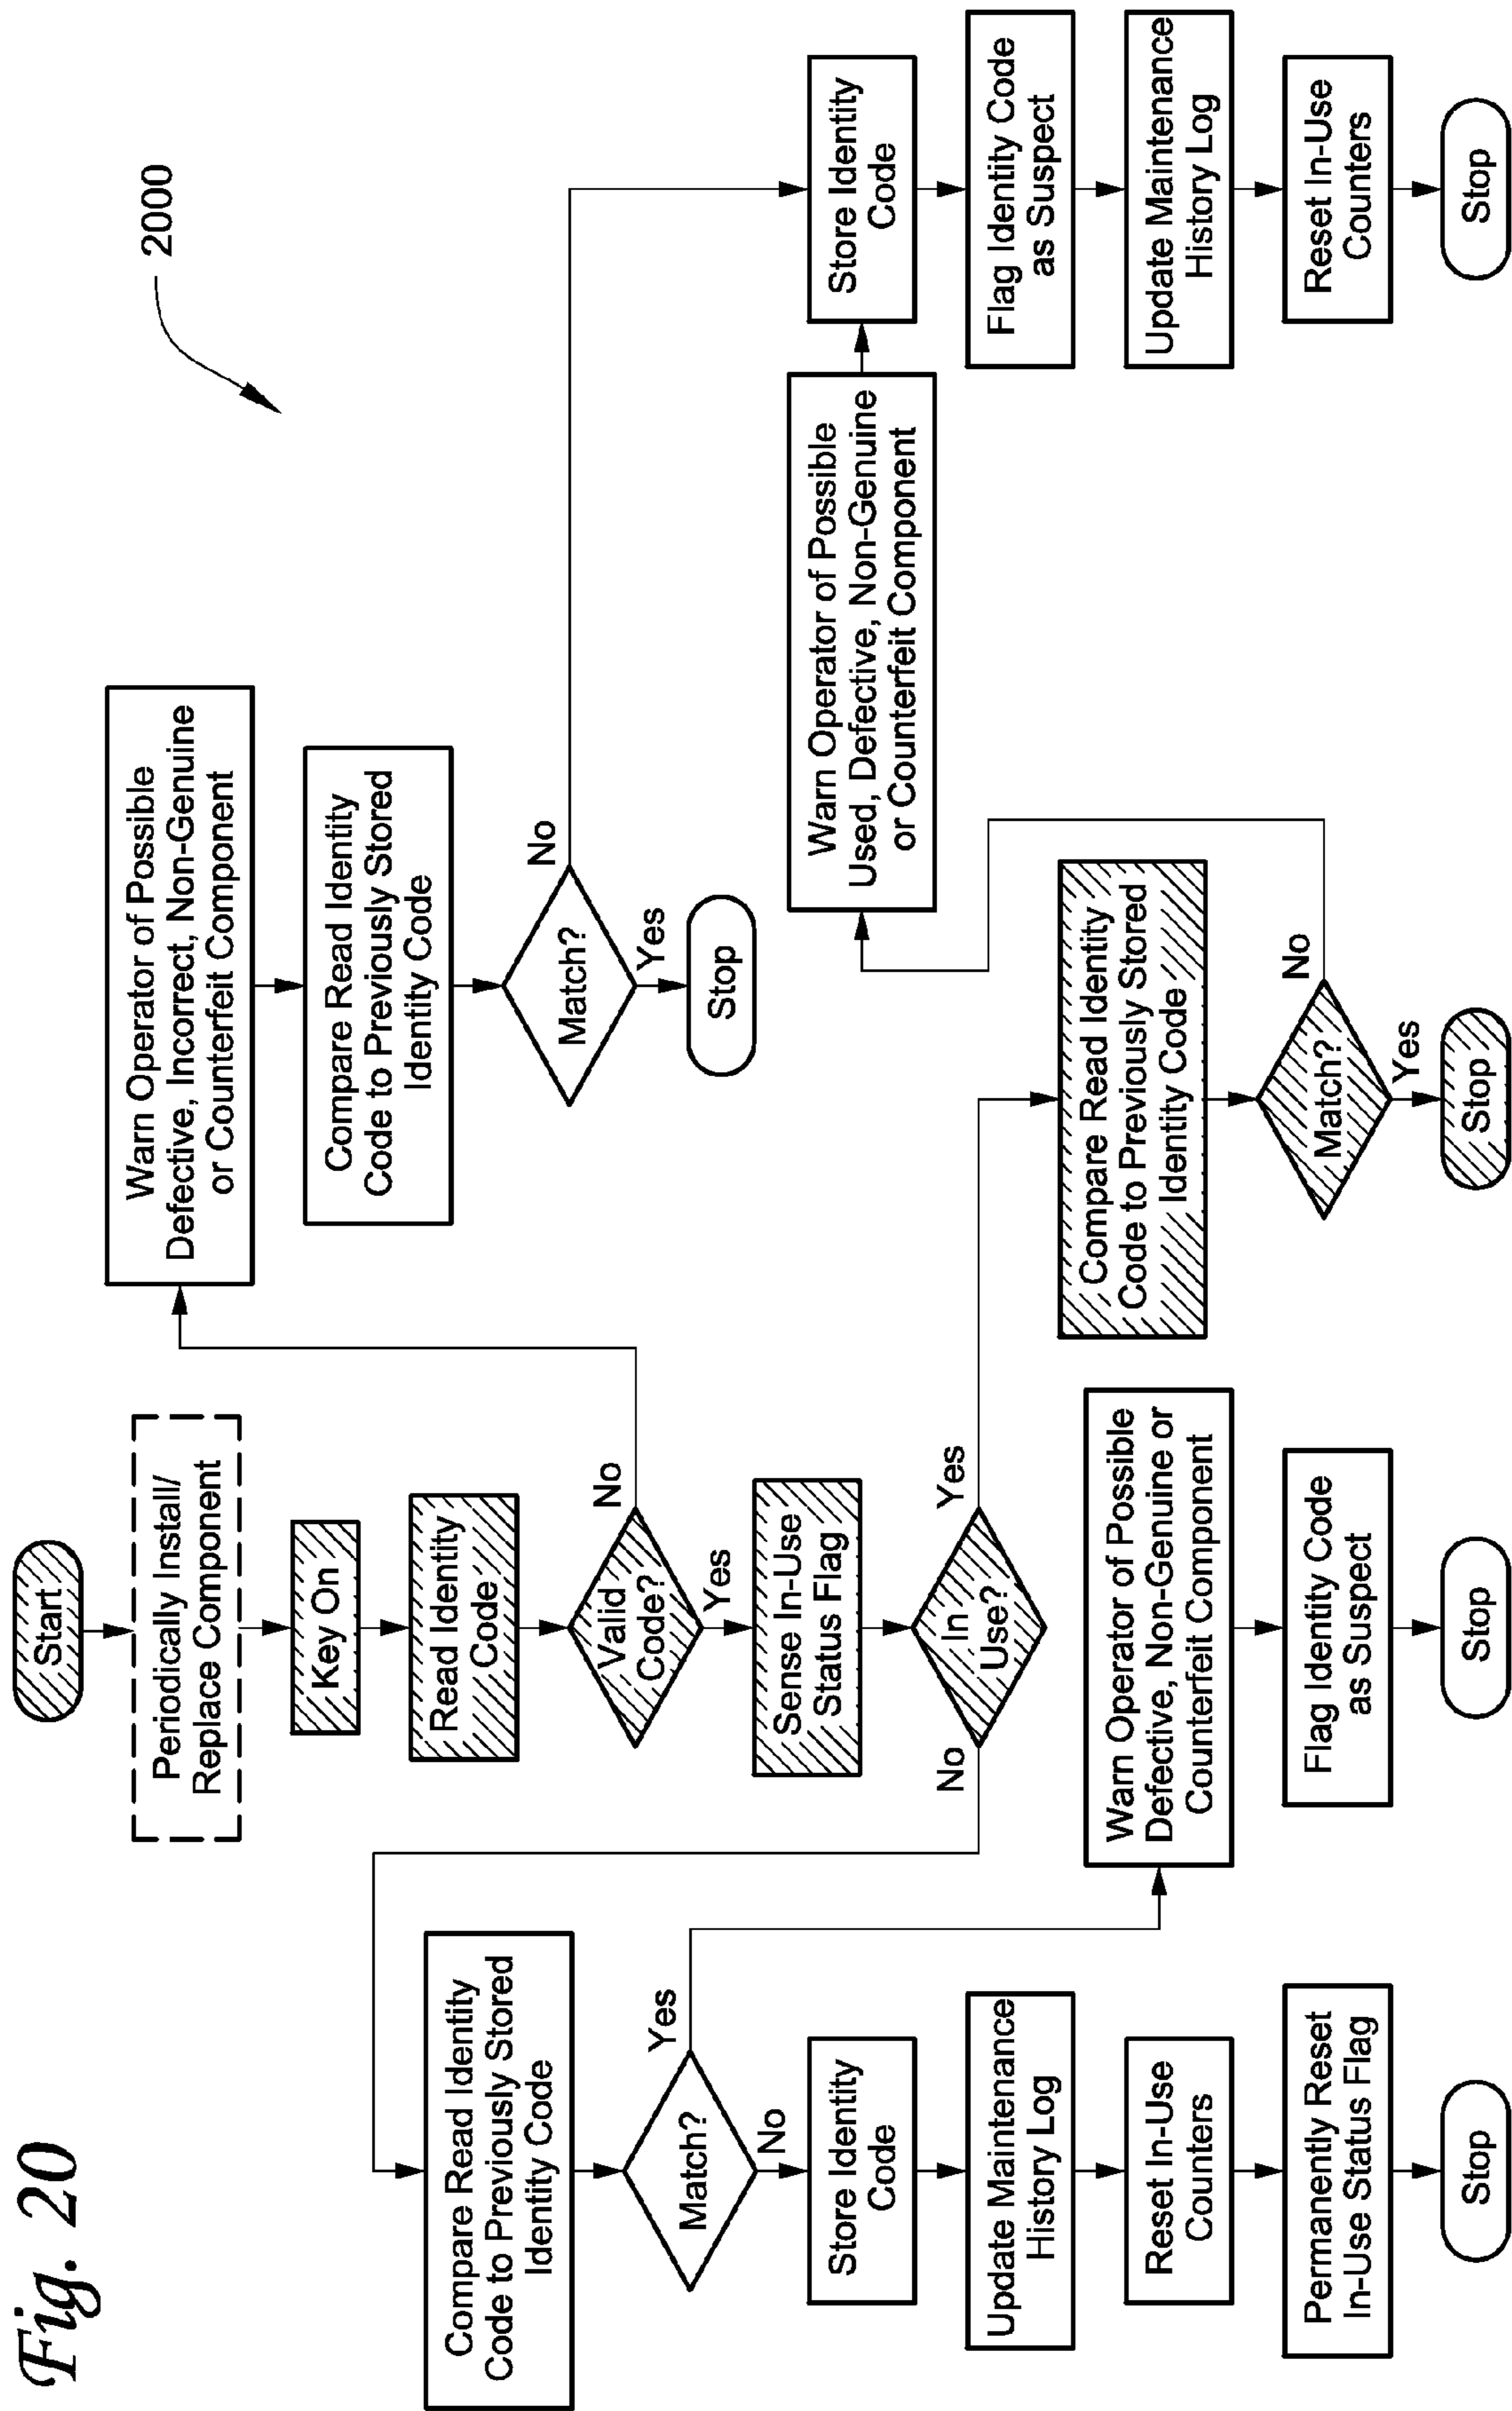 Fig. 20
2000
Start
Periodically Install/
Replace Component
Key On
Read Identity
Code
Valid
Code?
No
Yes
Warn Operator of Possible
Defective, Incorrect, Non-Genuine
or Counterfeit Component
Compare Read Identity
Code to Previously Stored
Identity Code
Match?
No
Yes
Stop
Sense In-Use
Status Flag
In
Use?
No
Yes
Compare Read Identity
Code to Previously Stored
Identity Code
Match?
Yes
No
Store Identity
Code
Update Maintenance
History Log
Reset In-Use
Counters
Permanently Reset
In-Use Status Flag
Stop
Warn Operator of Possible
Defective, Non-Genuine or
Counterfeit Component
Flag Identity Code
as Suspect
Stop
Compare Read Identity
Code to Previously Stored
Identity Code
Match?
No
Yes
Stop
Warn Operator of Possible
Used, Defective, Non-Genuine
or Counterfeit Component
Store Identity
Code
Flag Identity Code
as Suspect
Update Maintenance
History Log
Reset In-Use
Counters
Stop